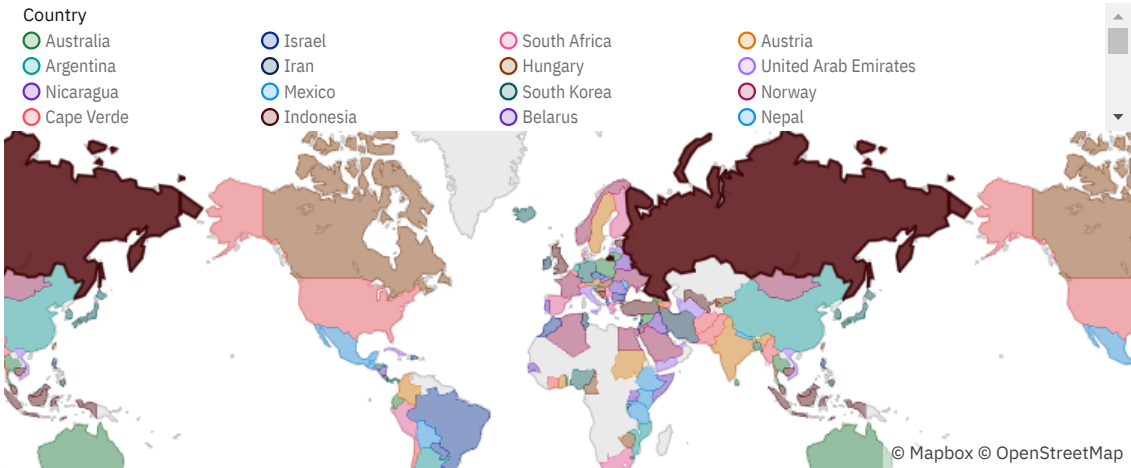 Country
Australia Israel South Africa Austria
Argentina Iran Hungary United Arab Emirates
Nicaragua Mexico South Korea Norway
Cape Verde Indonesia Belarus Nepal
© Mapbox © OpenStreetMap